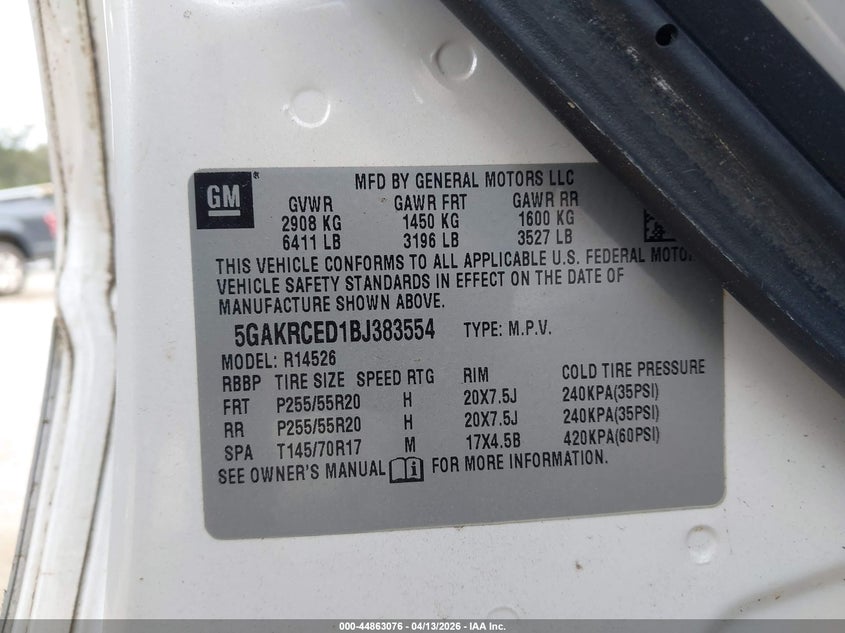 GM®
MFD BY GENERAL MOTORS LLC
GVWR GAWR FRT GAWR RR
2908 KG 1450 KG 1600 KG
6411 LB 3196 LB 3527 LB
THIS VEHICLE CONFORMS TO ALL APPLICABLE U.S. FEDERAL MOTO
VEHICLE SAFETY STANDARDS IN EFFECT ON THE DATE OF
MANUFACTURE SHOWN ABOVE.
5GAKRCED1BJ383554 TYPE: M.P.V.
MODEL: R14526
RBBP TIRE SIZE SPEED RTG RIM COLD TIRE PRESSURE
FRT P255/55R20 H 20X7.5J 240KPA(35PSI)
RR P255/55R20 H 20X7.5J 240KPA(35PSI)
SPA T145/70R17 M 17X4.5B 420KPA(60PSI)
SEE OWNER'S MANUAL i FOR MORE INFORMATION.
000-44863076 | 04/13/2026 | IAA Inc.